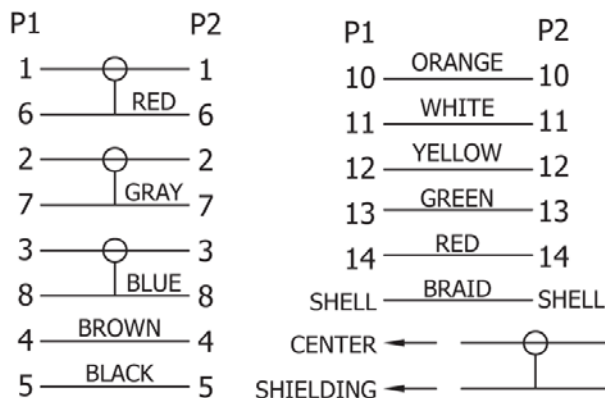 P1 P2
1 1
6 RED 6
2 2
7 GRAY 7
3 3
8 BLUE 8
4 BROWN 4
5 BLACK 5
P1 P2
10 ORANGE 10
11 WHITE 11
12 YELLOW 12
13 GREEN 13
14 RED 14
SHELL BRAID SHELL
CENTER
SHIELDING